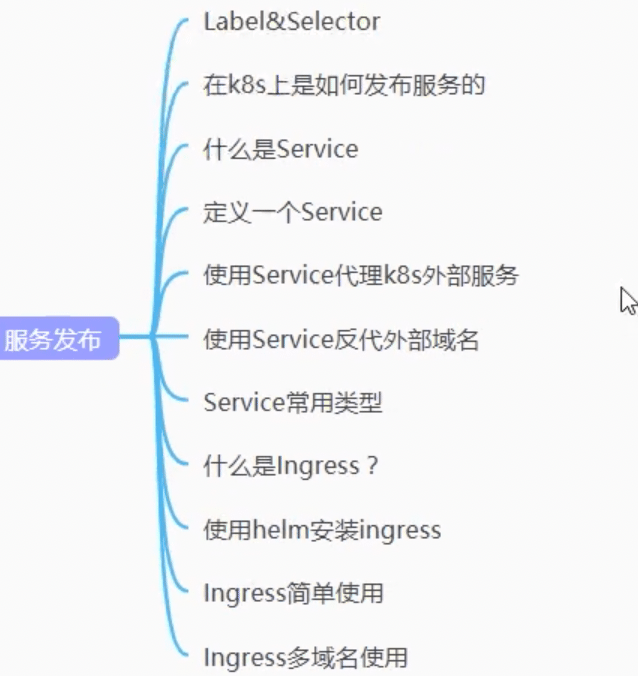 Label&Selector
在k8s上是如何发布服务的
什么是Service
定义一个Service
使用Service代理k8s外部服务
服务发布
使用Service反代外部域名
Service常用类型
什么是Ingress？
使用helm安装ingress
Ingress简单使用
Ingress多域名使用